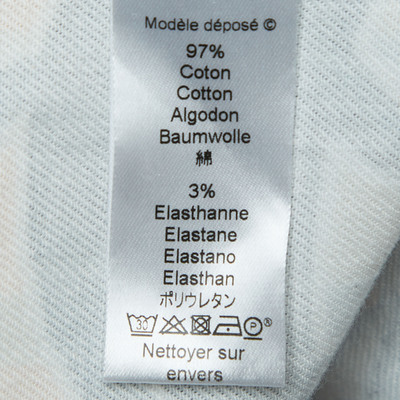 Modèle déposé ©
97%
Coton
Cotton
Algodon
Baumwolle
綿
3%
Elasthanne
Elastane
Elastano
Elasthan
ポリウレタン
30 P®
Nettoyer sur
envers